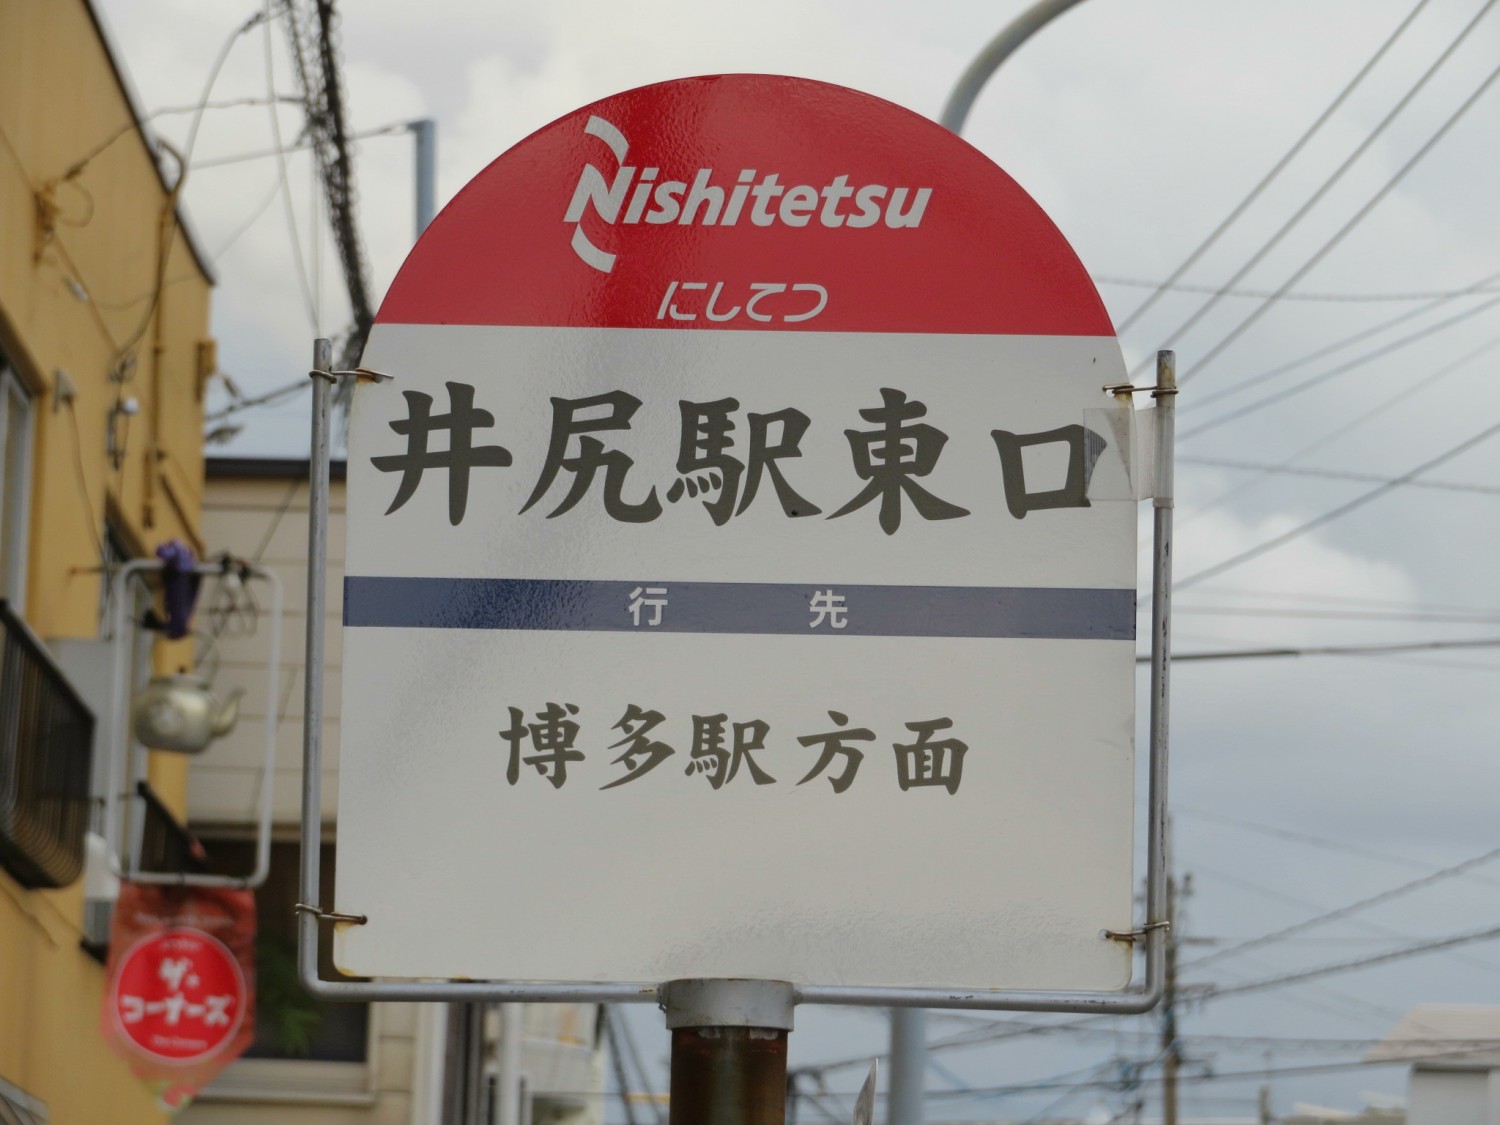 Nishitetsu
にしてつ
井尻駅東口
行先
博多駅方面
ザ・
コーナーズ